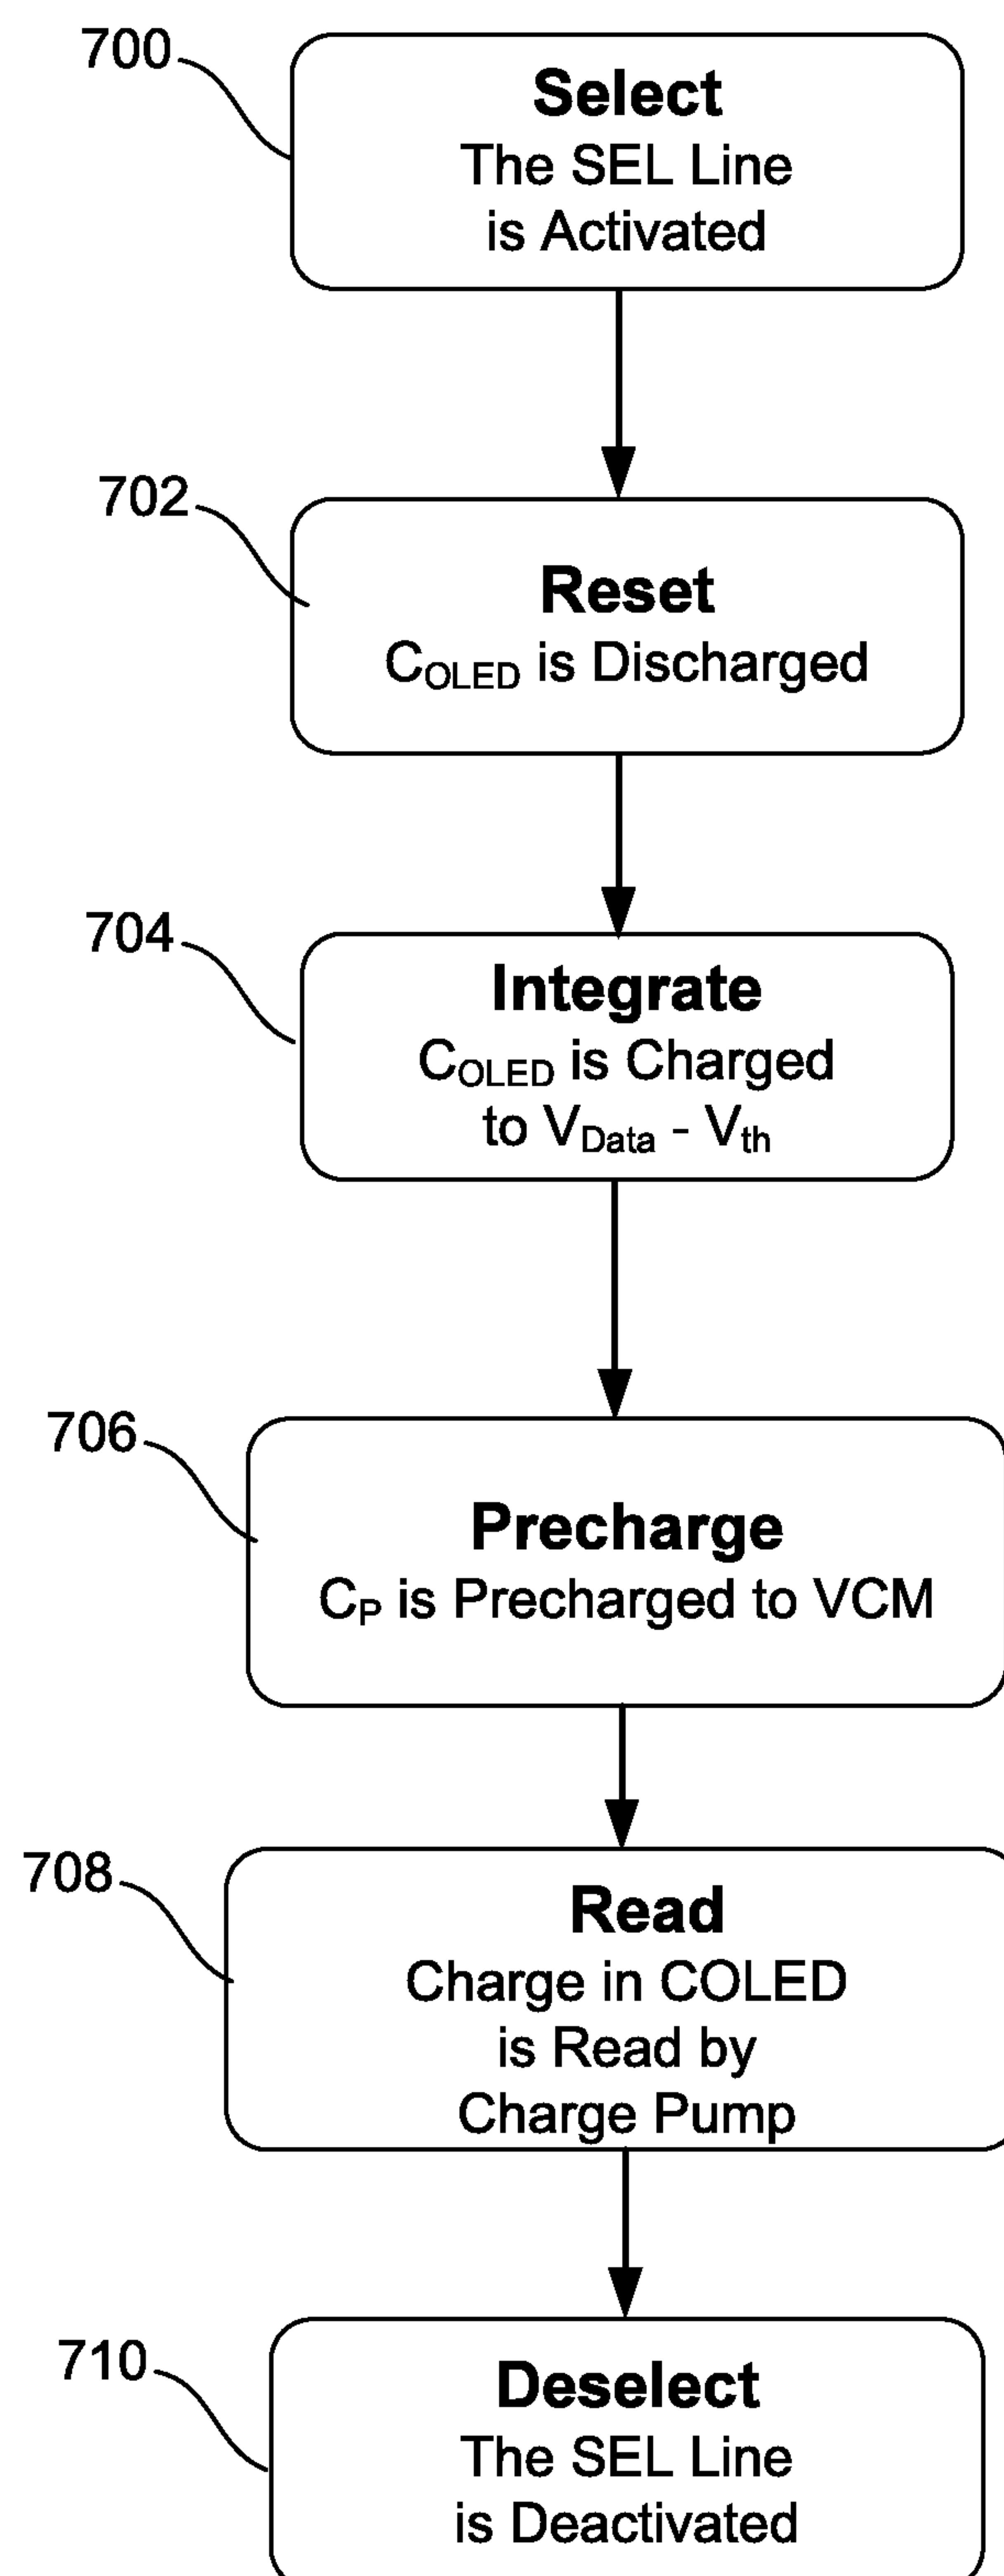 700
Select
The SEL Line
is Activated
702
Reset
COLED is Discharged
704
Integrate
COLED is Charged
to VData - Vth
706
Precharge
CP is Precharged to VCM
708
Read
Charge in COLED
is Read by
Charge Pump
710
Deselect
The SEL Line
is Deactivated